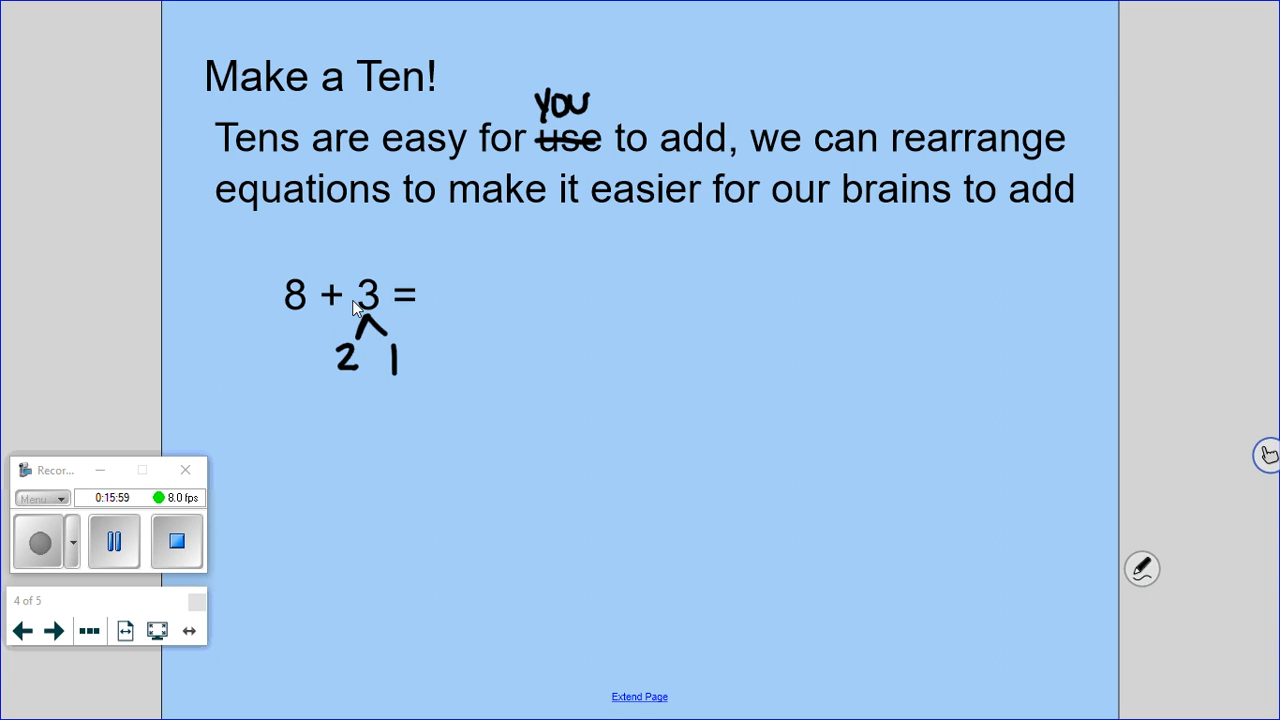 Make a Ten!
you
Tens are easy for use to add, we can rearrange
equations to make it easier for our brains to add
8 + 3 =
2 1
Recor...
Menu
0:15:59
8.0 fps
4 of 5
Extend Page